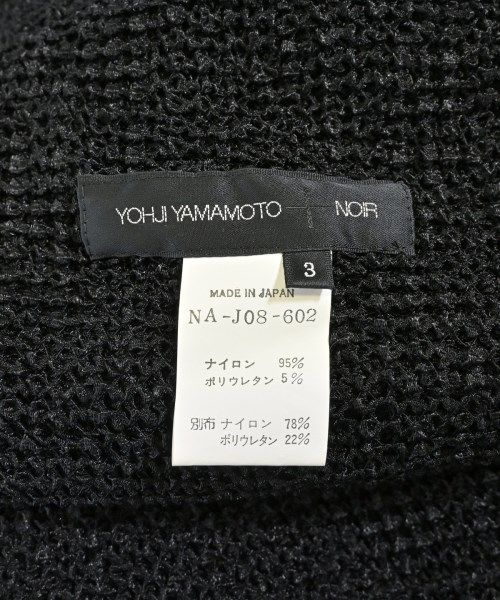 YOHJI YAMAMOTO + NOIR
3
MADE IN JAPAN
NA-J08-602
ナイロン 95%
ポリウレタン 5%
別布 ナイロン 78%
ポリウレタン 22%